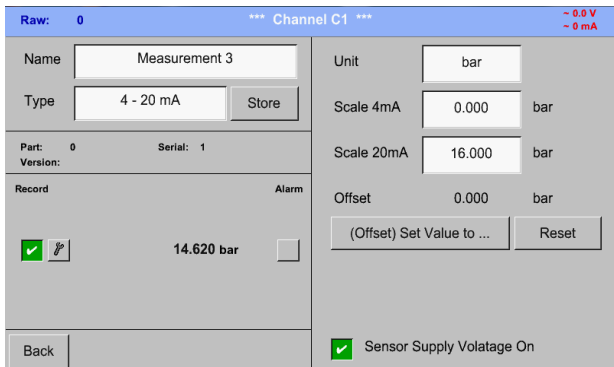 Raw: 0 *** Channel C1 *** ~ 0.0 V
~ 0 mA
Name Measurement 3
Type 4 - 20 mA Store
Part: 0 Serial: 1
Version:
Record Alarm
14.620 bar
Back
Unit bar
Scale 4mA 0.000 bar
Scale 20mA 16.000 bar
Offset 0.000 bar
(Offset) Set Value to ... Reset
Sensor Supply Volatage On